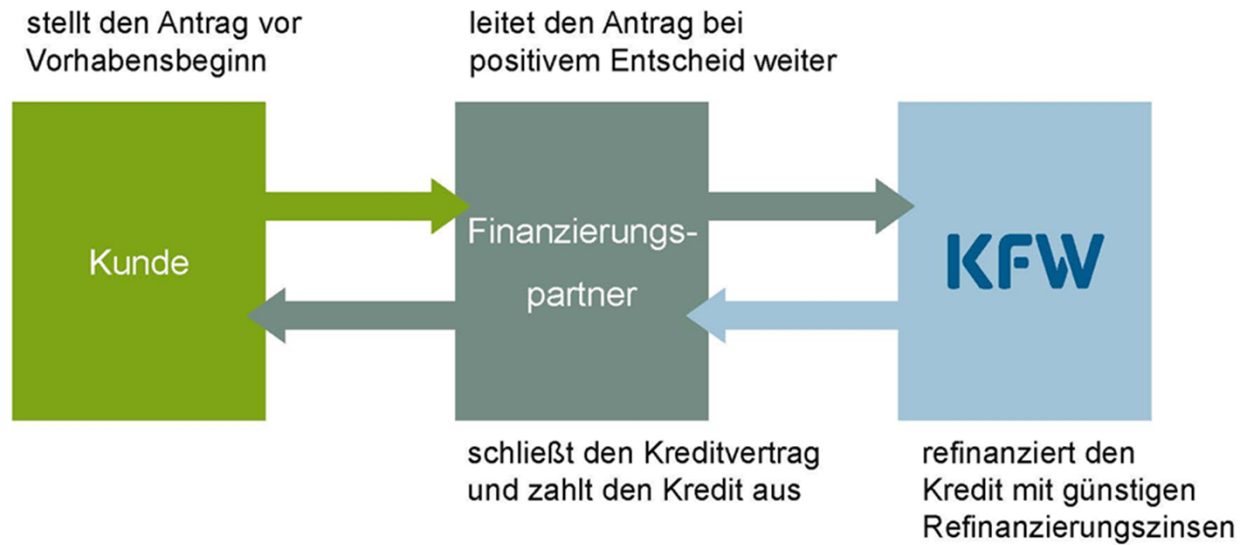 stellt den Antrag vor
Vorhabensbeginn
leitet den Antrag bei
positivem Entscheid weiter
Kunde
Finanzierungs-
partner
KFW
schließt den Kreditvertrag
und zahlt den Kredit aus
refinanziert den
Kredit mit günstigen
Refinanzierungszinsen